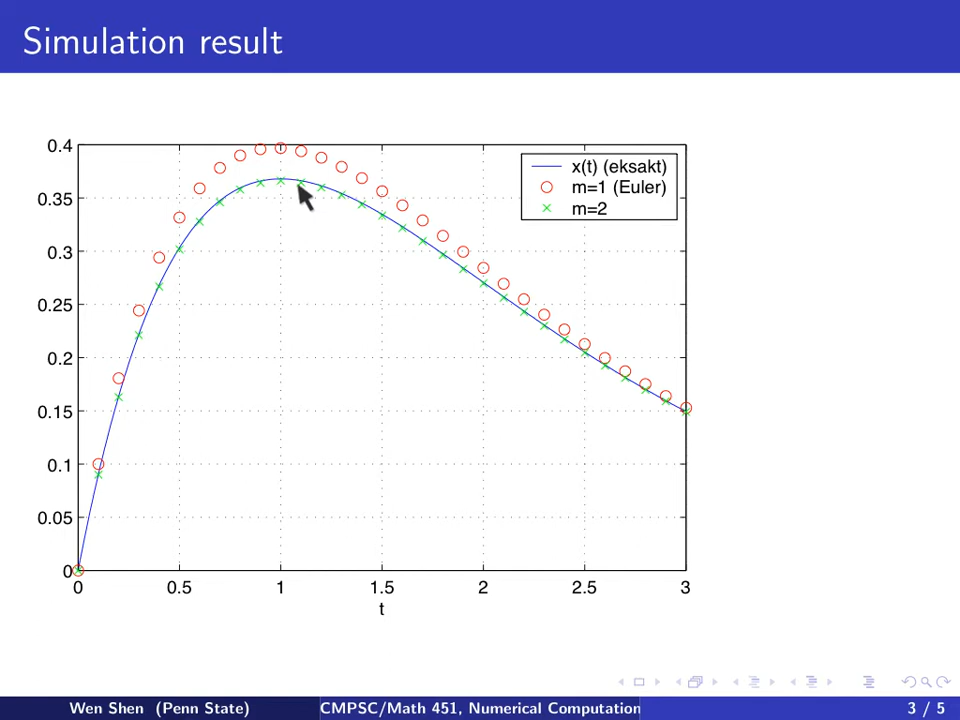 Simulation result
0.4
0.35
0.3
0.25
0.2
0.15
0.1
0.05
0
x(t) (eksakt)
m=1 (Euler)
m=2
0 0.5 1 1.5 2 2.5 3
t
Wen Shen (Penn State) CMPSC/Math 451, Numerical Computation 3 / 5